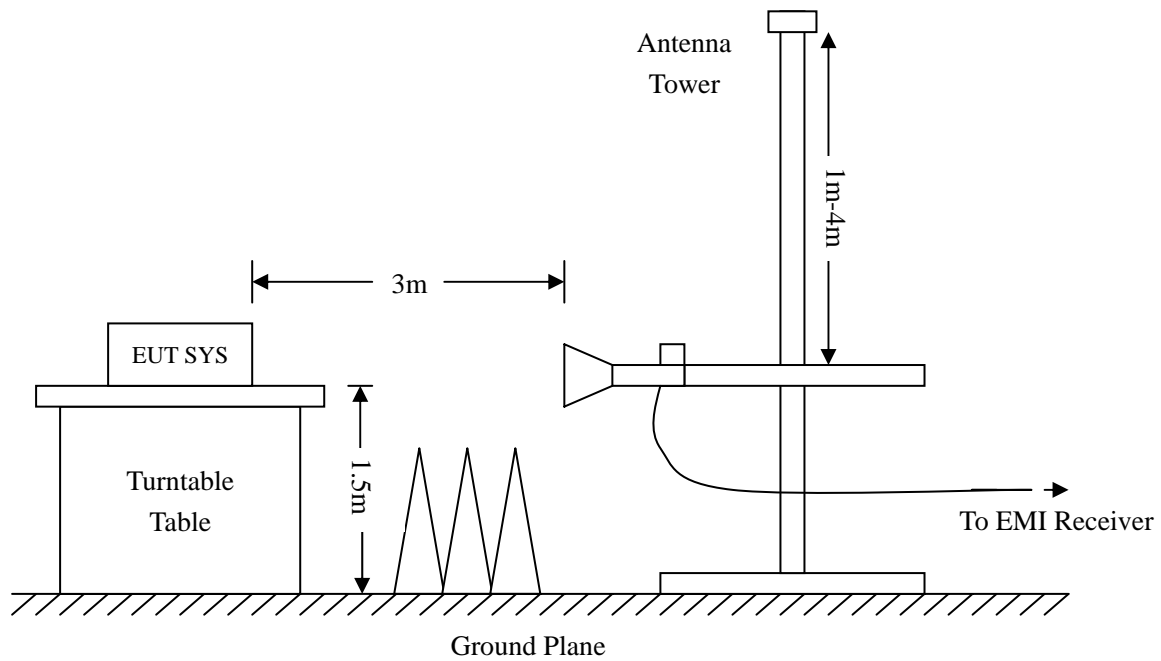 Antenna
Tower
1m-4m
3m
EUT SYS
1.5m
Turntable
Table
To EMI Receiver
Ground Plane